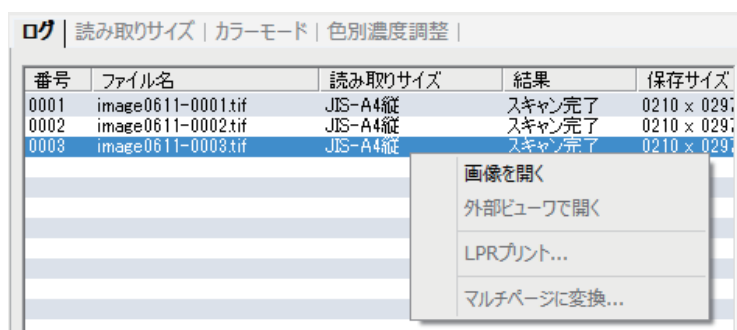 ログ | 読み取りサイズ | カラーモード | 色別濃度調整 |
番号 ファイル名 読み取りサイズ 結果 保存サイズ
0001 image0611-0001.tif JIS-A4縦 スキャン完了 0210 x 0297
0002 image0611-0002.tif JIS-A4縦 スキャン完了 0210 x 0297
0003 image0611-0003.tif JIS-A4縦 スキャン完了 0210 x 0297
画像を開く
外部ビューワで開く
LPRプリント...
マルチページに変換...